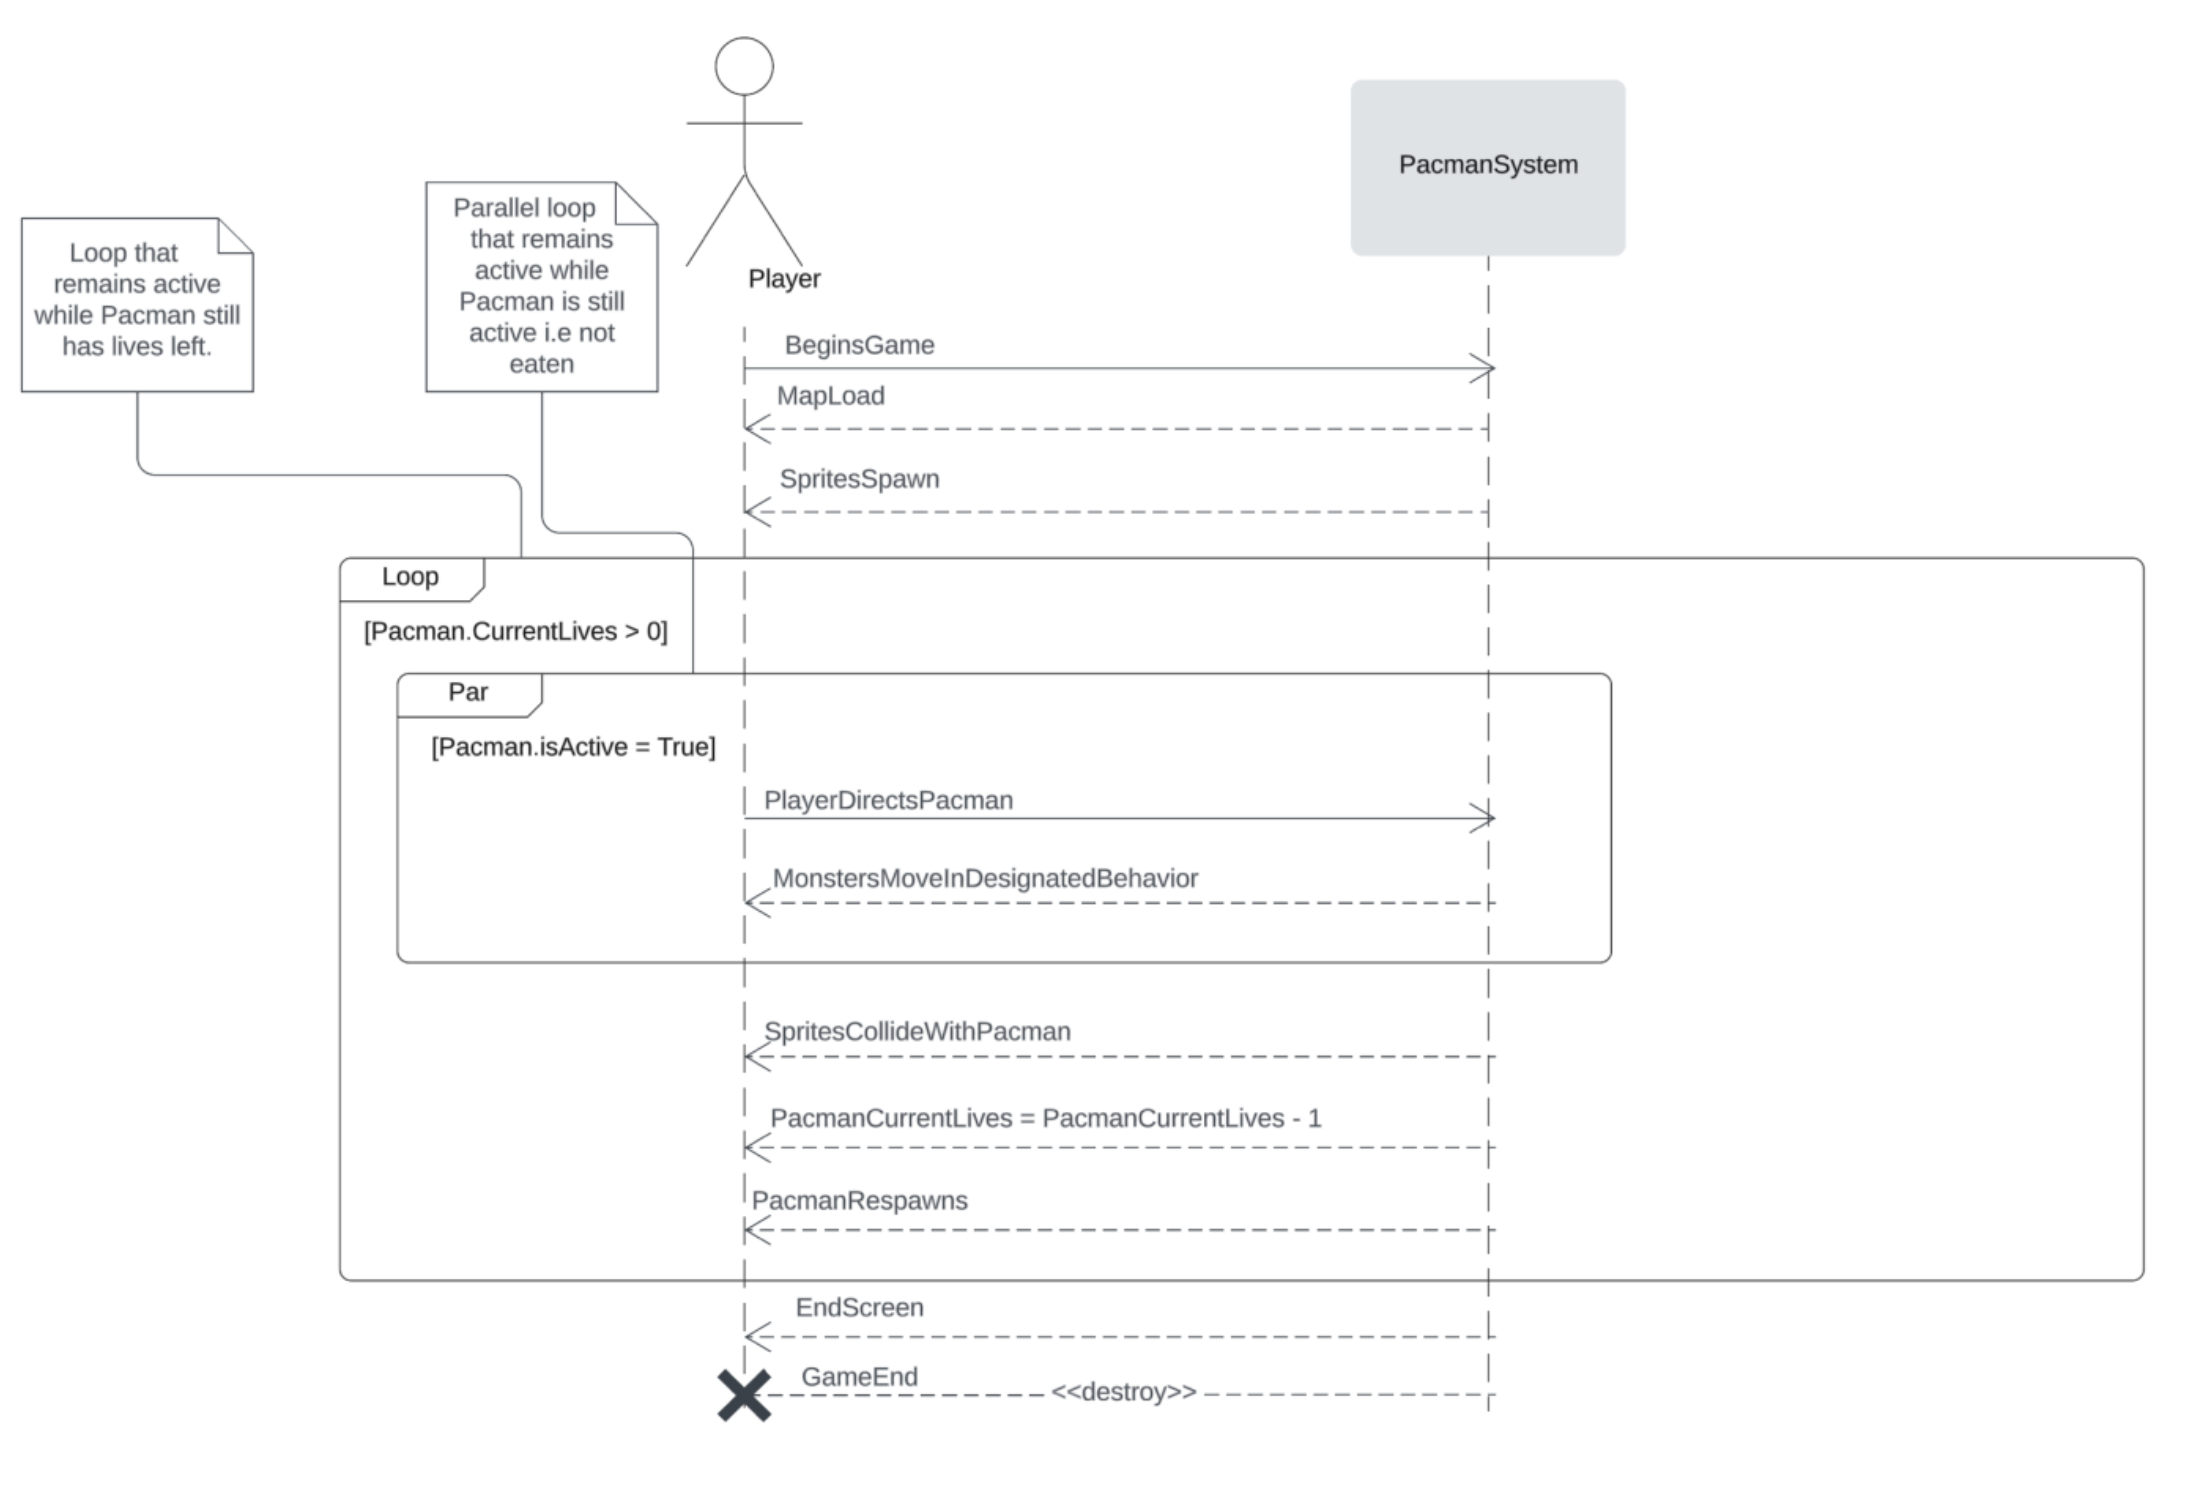 PacmanSystem
Parallel loop
that remains
active while
Pacman is still
active i.e not
eaten
Loop that
remains active
while Pacman still
has lives left.
Player
BeginsGame
MapLoad
SpritesSpawn
Loop
[Pacman.CurrentLives > 0]
Par
[Pacman.isActive = True]
PlayerDirectsPacman
MonstersMoveInDesignatedBehavior
SpritesCollideWithPacman
PacmanCurrentLives = PacmanCurrentLives - 1
PacmanRespawns
EndScreen
GameEnd
<<destroy>>